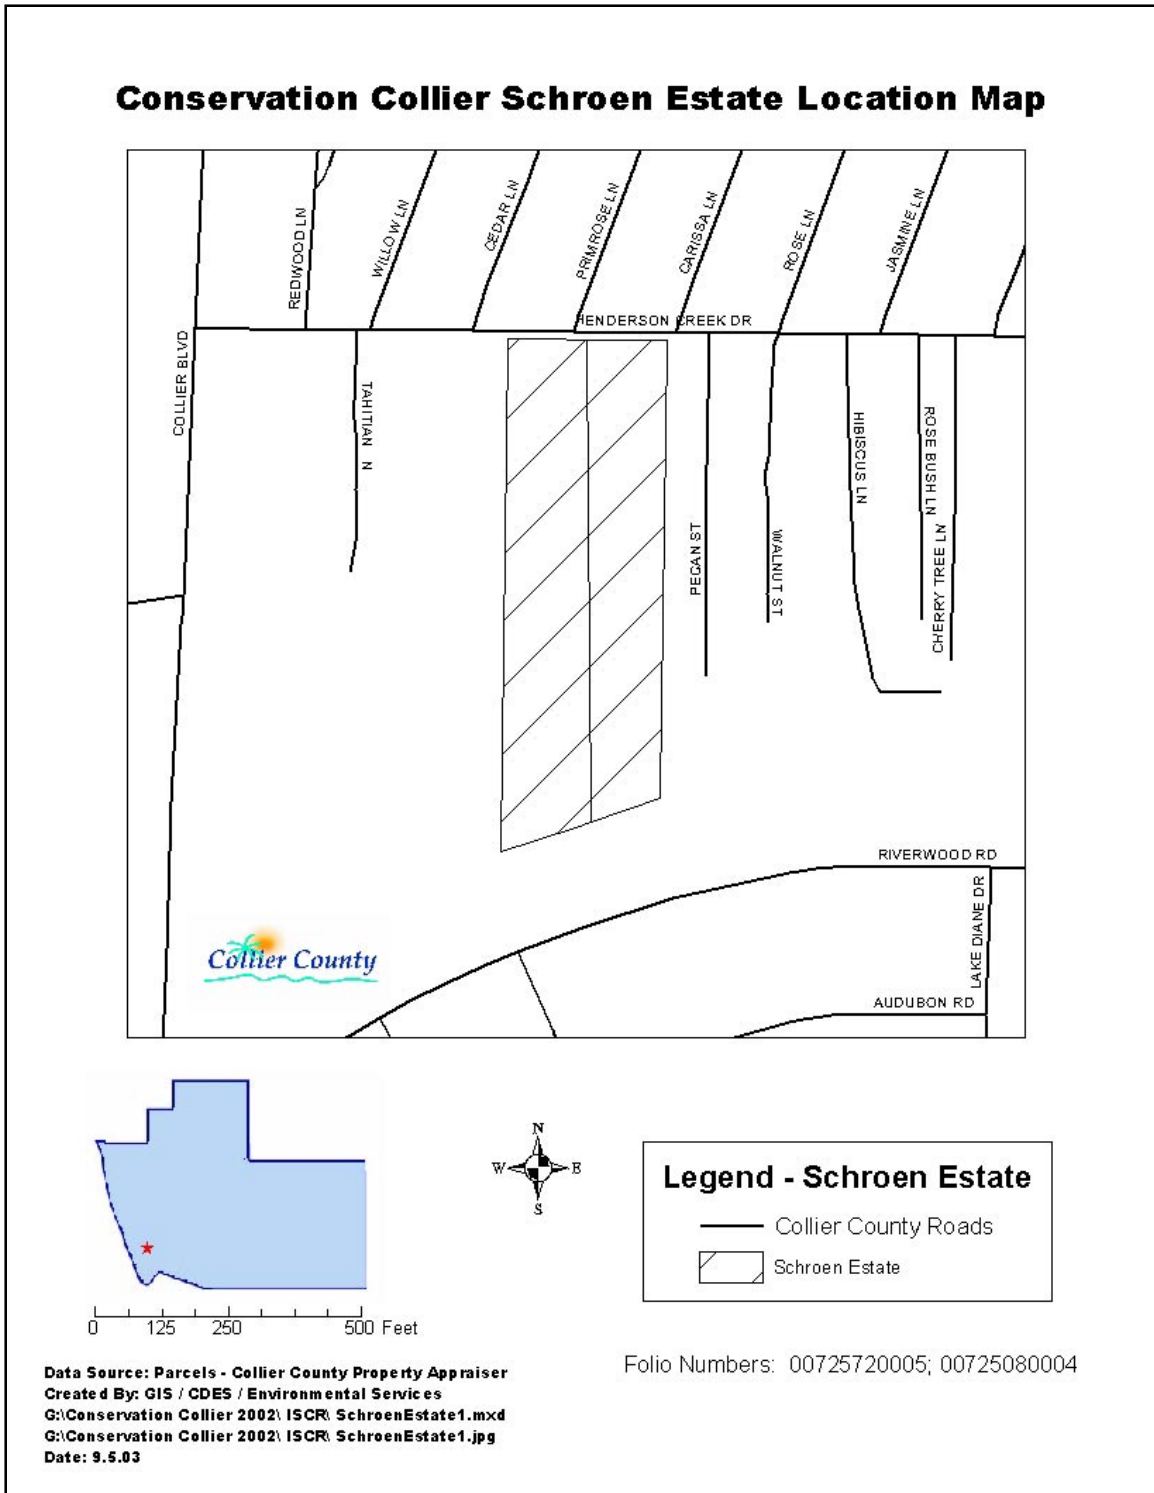 Conservation Collier Schroen Estate Location Map
REDWOOD LN
WILLOW LN
CEDAR LN
PRIMROSE LN
CARISSA LN
ROSE LN
JASMINE LN
HENDERSON CREEK DR
COLLIER BLVD
TAHITIAN N
PECAN ST
WALNUT ST
HIBISCUS LN
ROSE BUSH LN
CHERRY TREE LN
RIVERWOOD RD
LAKE DIANE DR
AUDUBON RD
Collier County
N
W E
S
Legend - Schroen Estate
Collier County Roads
Schroen Estate
0 125 250 500 Feet
Folio Numbers: 00725720005; 00725080004
Data Source: Parcels - Collier County Property Appraiser
Created By: GIS / CDES / Environmental Services
G:\Conservation Collier 2002\ ISCR\ SchroenEstate1.mxd
G:\Conservation Collier 2002\ ISCR\ SchroenEstate1.jpg
Date: 9.5.03